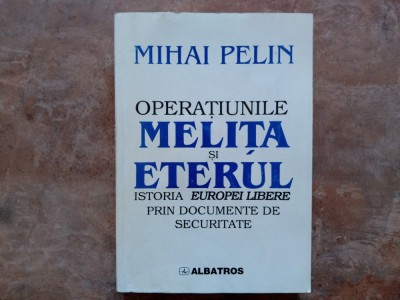 MIHAI PELIN
OPERAȚIUNILE
MELIȚA
ȘI
ETERUL
ISTORIA EUROPEI LIBERE
PRIN DOCUMENTE DE
SECURITATE
ALBATROS